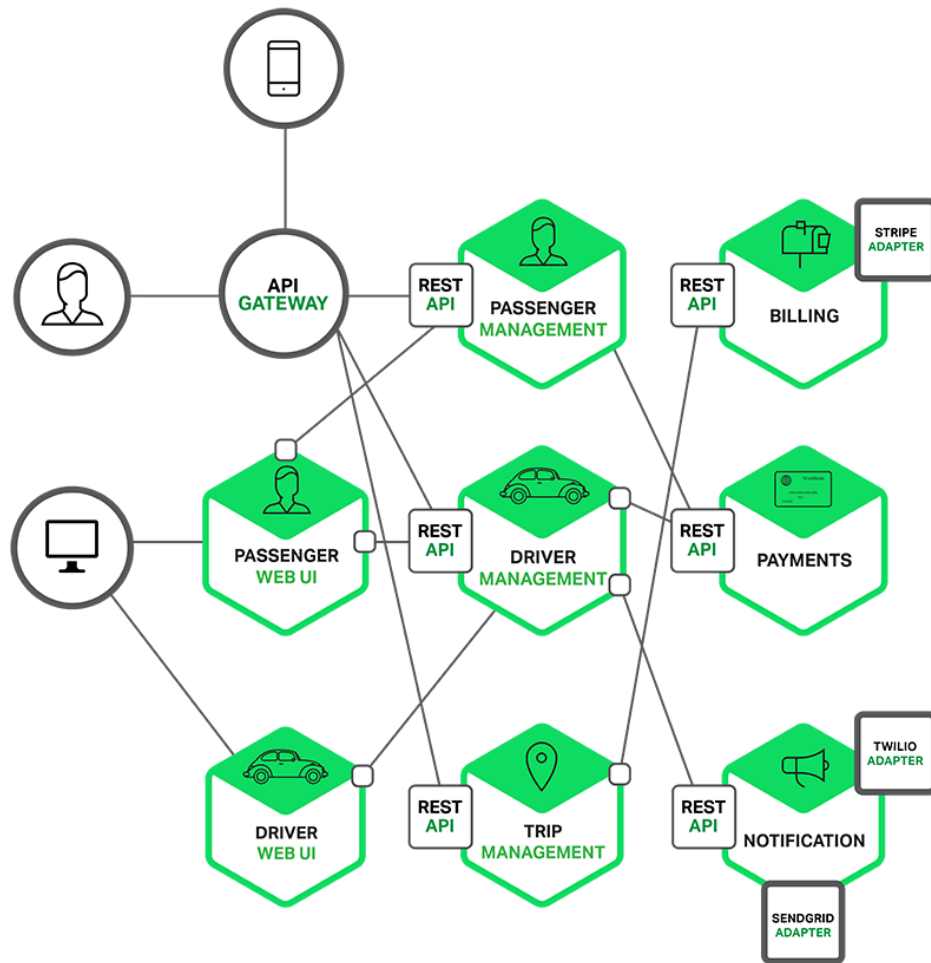 API
GATEWAY
REST
API
PASSENGER
MANAGEMENT
REST
API
BILLING
STRIPE
ADAPTER
PASSENGER
WEB UI
REST
API
DRIVER
MANAGEMENT
REST
API
PAYMENTS
DRIVER
WEB UI
REST
API
TRIP
MANAGEMENT
REST
API
NOTIFICATION
TWILIO
ADAPTER
SENDGRID
ADAPTER